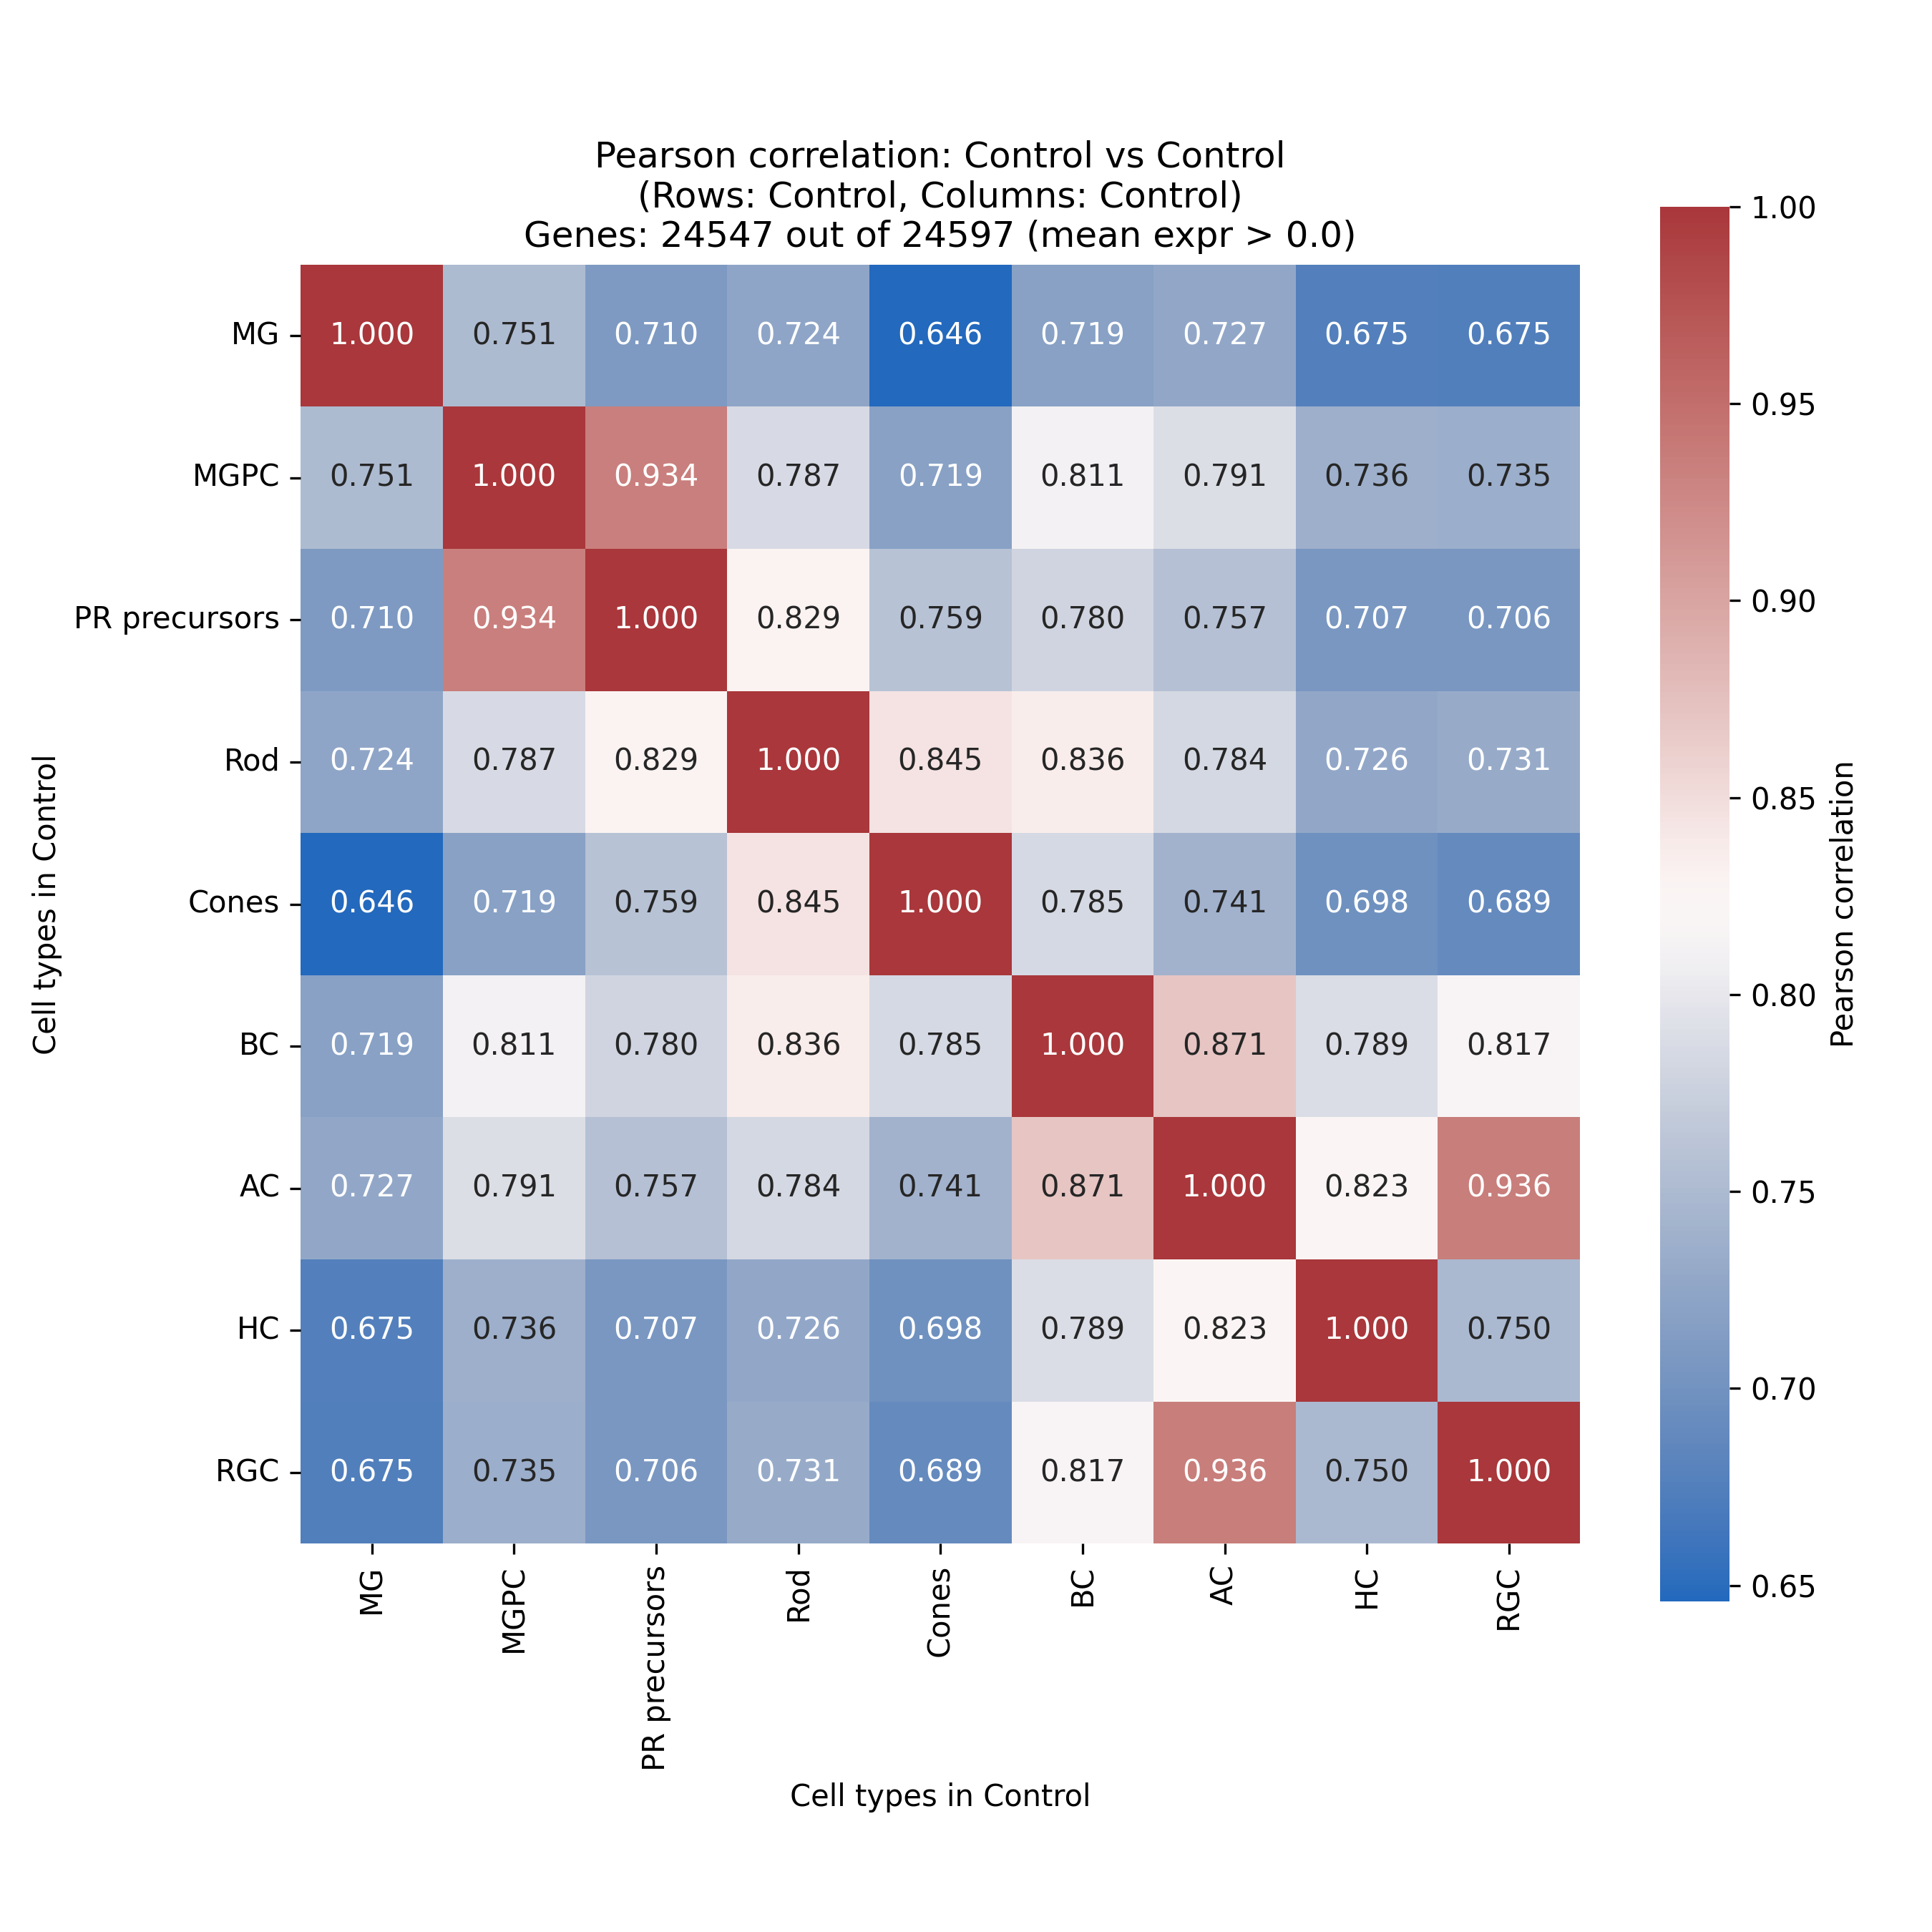 Pearson correlation: Control vs Control
(Rows: Control, Columns: Control)
Genes: 24547 out of 24597 (mean expr > 0.0)
MG 1.000 0.751 0.710 0.724 0.646 0.719 0.727 0.675 0.675
MGPC 0.751 1.000 0.934 0.787 0.719 0.811 0.791 0.736 0.735
PR precursors 0.710 0.934 1.000 0.829 0.759 0.780 0.757 0.707 0.706
Rod 0.724 0.787 0.829 1.000 0.845 0.836 0.784 0.726 0.731
Cones 0.646 0.719 0.759 0.845 1.000 0.785 0.741 0.698 0.689
BC 0.719 0.811 0.780 0.836 0.785 1.000 0.871 0.789 0.817
AC 0.727 0.791 0.757 0.784 0.741 0.871 1.000 0.823 0.936
HC 0.675 0.736 0.707 0.726 0.698 0.789 0.823 1.000 0.750
RGC 0.675 0.735 0.706 0.731 0.689 0.817 0.936 0.750 1.000
MG MGPC PR precursors Rod Cones BC AC HC RGC
Cell types in Control
Cell types in Control
1.00
0.95
0.90
0.85
0.80
0.75
0.70
0.65
Pearson correlation